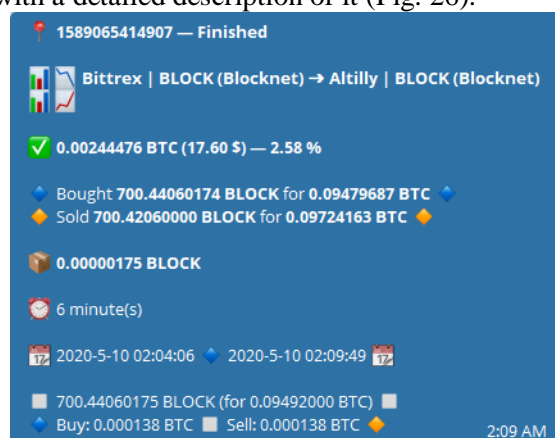 with a detailed description of it (Fig. 26).
1589065414907 — Finished
Bittrex | BLOCK (Blocknet) → Altilly | BLOCK (Blocknet)
0.00244476 BTC (17.60 $) — 2.58 %
Bought 700.44060174 BLOCK for 0.09479687 BTC
Sold 700.42060000 BLOCK for 0.09724163 BTC
0.00000175 BLOCK
6 minute(s)
2020-5-10 02:04:06 2020-5-10 02:09:49
700.44060175 BLOCK (for 0.09492000 BTC)
Buy: 0.000138 BTC Sell: 0.000138 BTC
2:09 AM